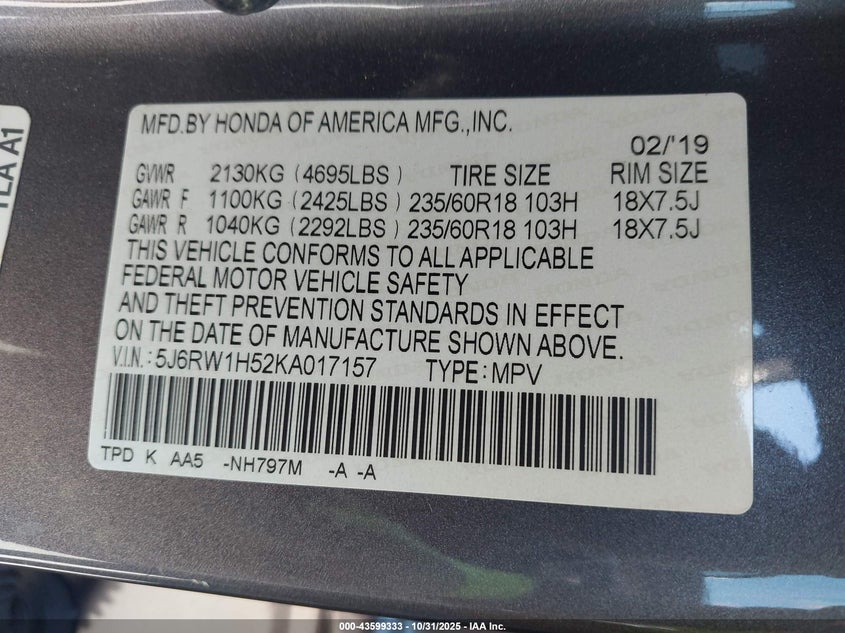 TLA A1
MFD.BY HONDA OF AMERICA MFG.,INC.
02/'19
GVWR 2130KG (4695LBS) TIRE SIZE RIM SIZE
GAWR F 1100KG (2425LBS) 235/60R18 103H 18X7.5J
GAWR R 1040KG (2292LBS) 235/60R18 103H 18X7.5J
THIS VEHICLE CONFORMS TO ALL APPLICABLE
FEDERAL MOTOR VEHICLE SAFETY
AND THEFT PREVENTION STANDARDS IN EFFECT
ON THE DATE OF MANUFACTURE SHOWN ABOVE.
V.I.N.: 5J6RW1H52KA017157 TYPE: MPV
TPD K AA5 -NH797M -A -A
000-43599333 - 10/31/2025 - IAA Inc.